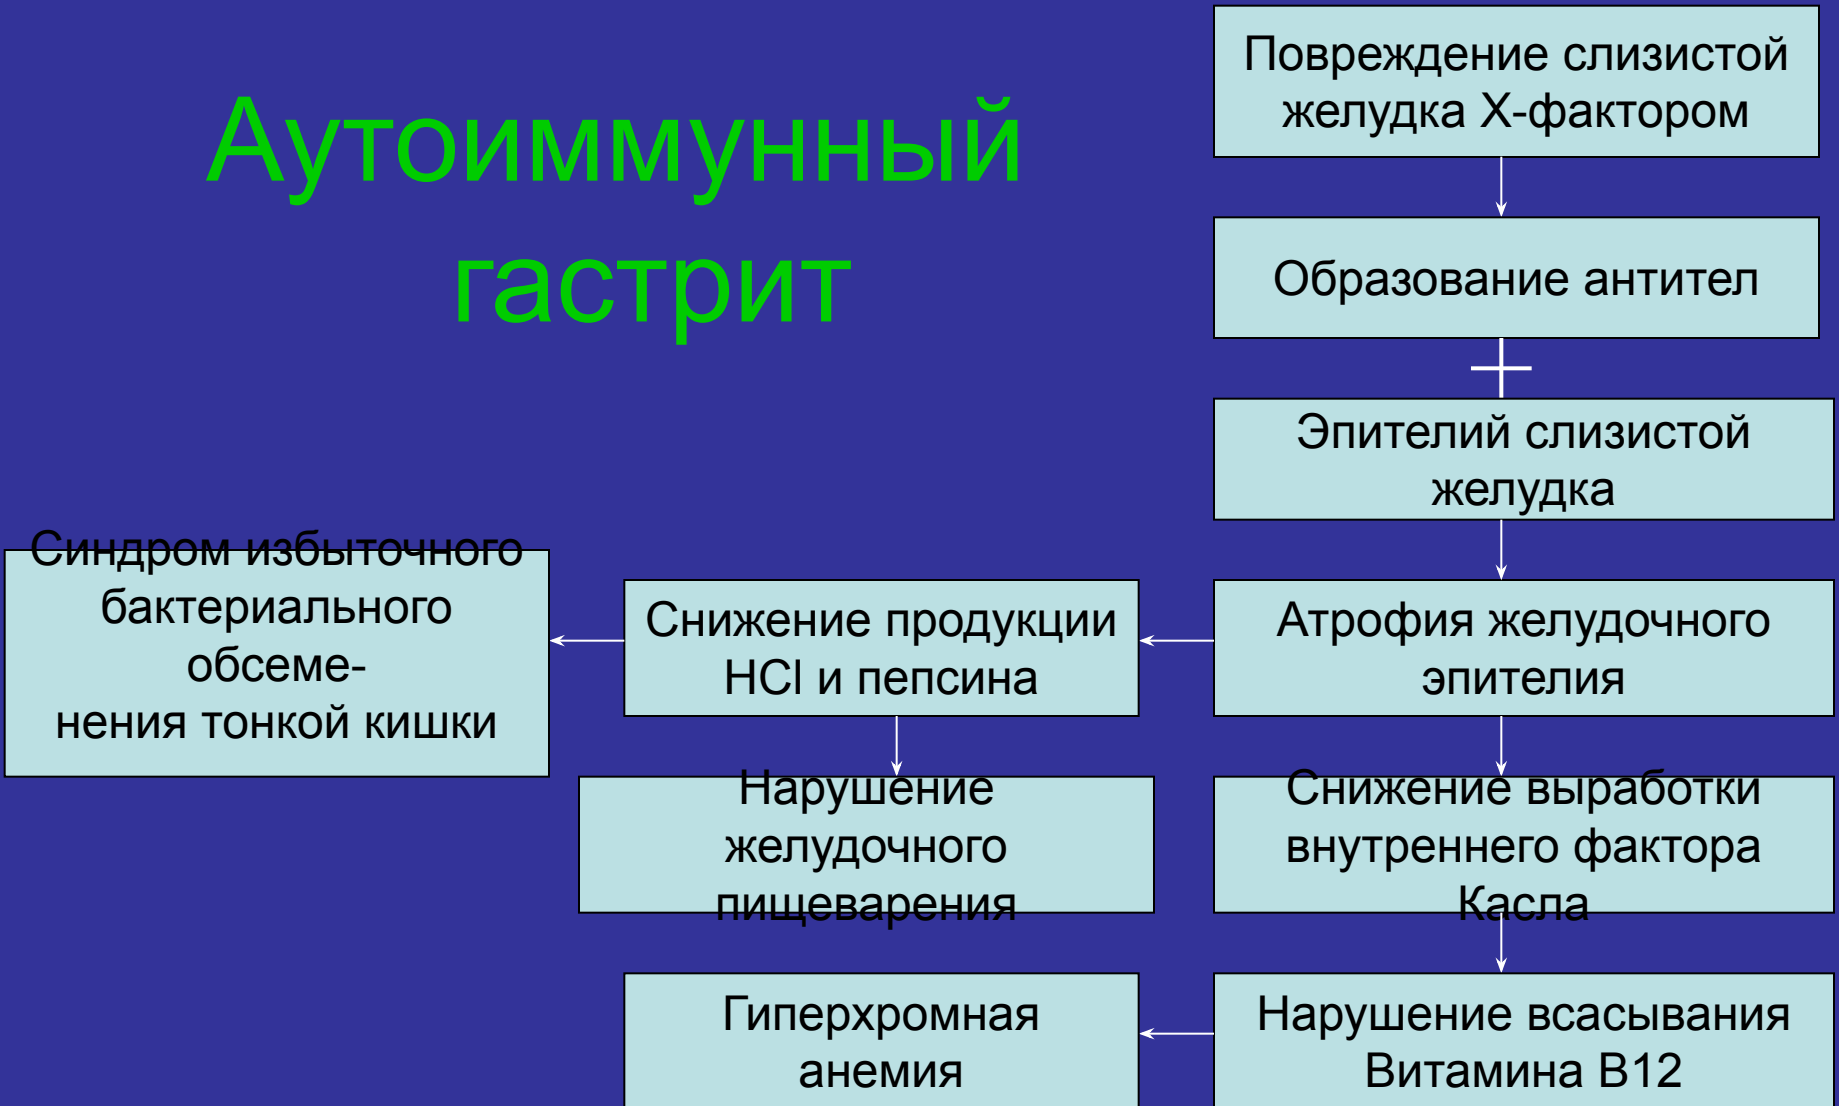 Аутоиммунный
гастрит
Повреждение слизистой
желудка Х-фактором
Образование антител
Эпителий слизистой
желудка
Синдром избыточного
бактериального
обсеме-
нения тонкой кишки
Снижение продукции
HCl и пепсина
Атрофия желудочного
эпителия
Нарушение
желудочного
пищеварения
Снижение выработки
внутреннего фактора
Касла
Гиперхромная
анемия
Нарушение всасывания
Витамина В12